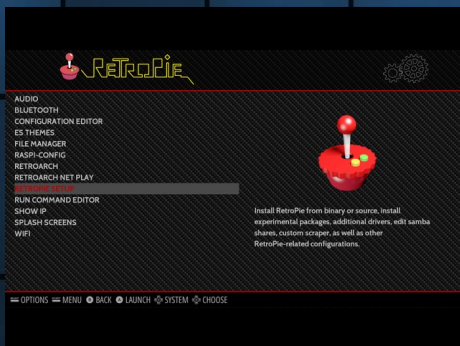 RETROPIE
AUDIO
BLUETOOTH
CONFIGURATION EDITOR
ES THEMES
FILE MANAGER
RASPI-CONFIG
RETROARCH
RETROARCH NET PLAY
RETROPIE SETUP
RUN COMMAND EDITOR
SHOW IP
SPLASH SCREENS
WIFI
Install RetroPie from binary or source, install
experimental packages, additional drivers, edit samba
shares, custom scraper, as well as other
RetroPie-related configurations.
OPTIONS MENU B BACK A LAUNCH SYSTEM CHOOSE